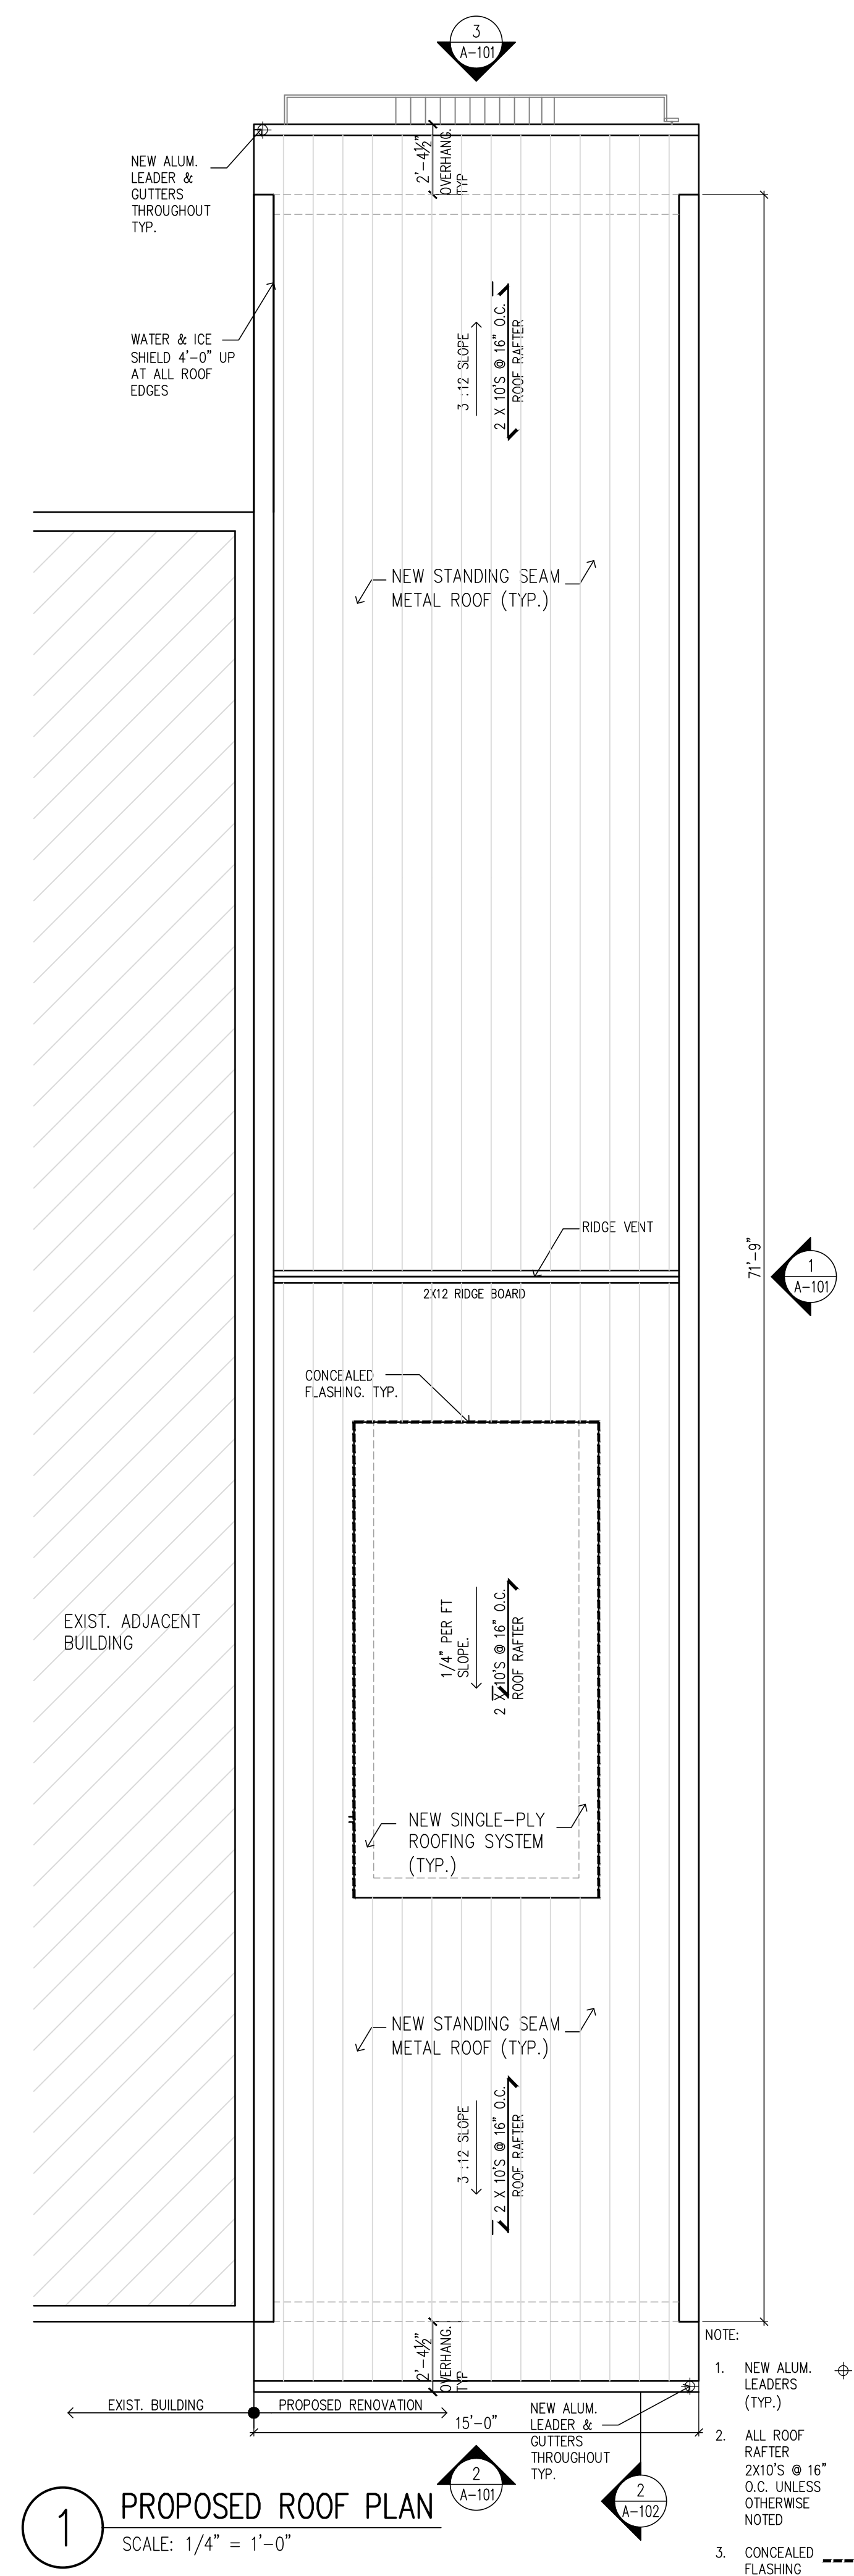 3
A-101
NEW ALUM.
LEADER &
GUTTERS
THROUGHOUT
TYP.
2'-4½"
OVERHANG.
TYP
WATER & ICE
SHIELD 4'-0" UP
AT ALL ROOF
EDGES
3 :12 SLOPE
2 X 10'S @ 16" O.C.
ROOF RAFTER
NEW STANDING SEAM
METAL ROOF (TYP.)
RIDGE VENT
2X12 RIDGE BOARD
71'-9"
1
A-101
CONCEALED
FLASHING. TYP.
1/4" PER FT
SLOPE.
2 X 10'S @ 16" O.C.
ROOF RAFTER
EXIST. ADJACENT
BUILDING
NEW SINGLE-PLY
ROOFING SYSTEM
(TYP.)
NEW STANDING SEAM
METAL ROOF (TYP.)
3 :12 SLOPE
2 X 10'S @ 16" O.C.
ROOF RAFTER
2'-4½"
OVERHANG.
TYP
EXIST. BUILDING
PROPOSED RENOVATION
15'-0"
NEW ALUM.
LEADER &
GUTTERS
THROUGHOUT
TYP.
2
A-101
2
A-102
NOTE:
1. NEW ALUM.
LEADERS
(TYP.)
2. ALL ROOF
RAFTER
2X10'S @ 16"
O.C. UNLESS
OTHERWISE
NOTED
3. CONCEALED
FLASHING
1
PROPOSED ROOF PLAN
SCALE: 1/4" = 1'-0"